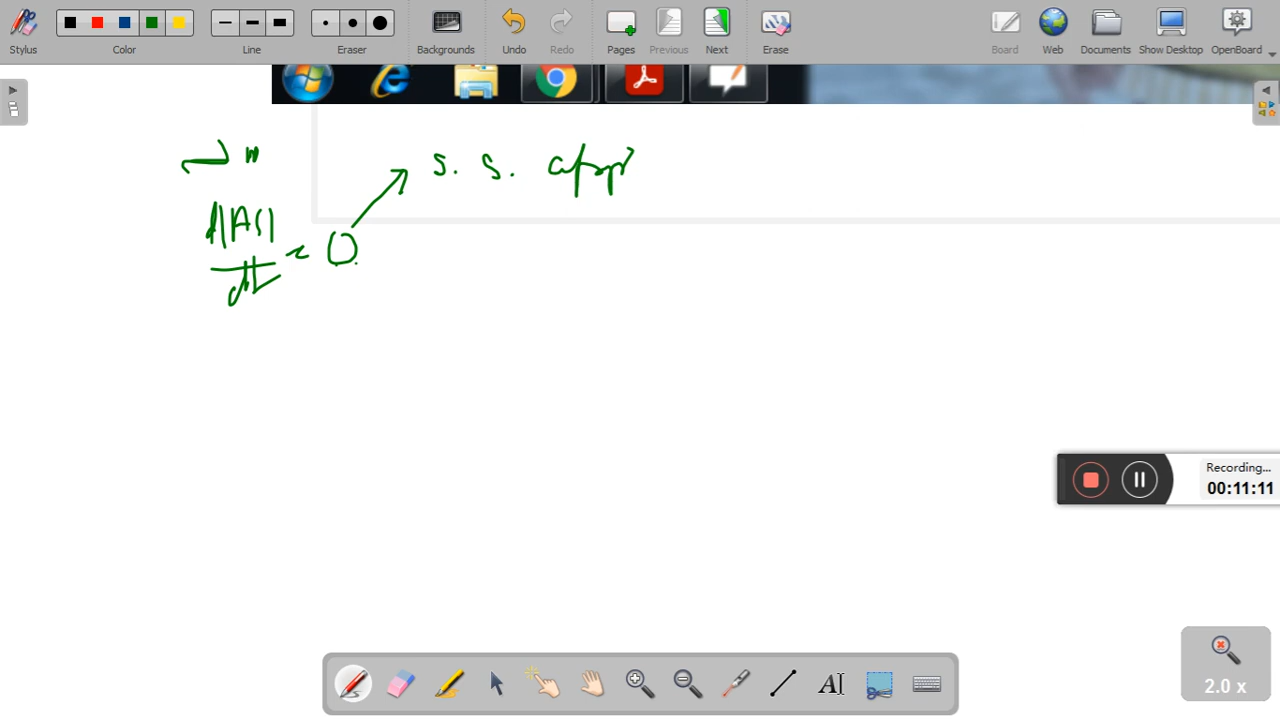 Stylus Color Line Eraser Backgrounds Undo Redo Pages Previous Next Erase Board Web Documents Show Desktop OpenBoard
S. S. app
d[A]
dt = 0
Recording...
00:11:11
2.0 x